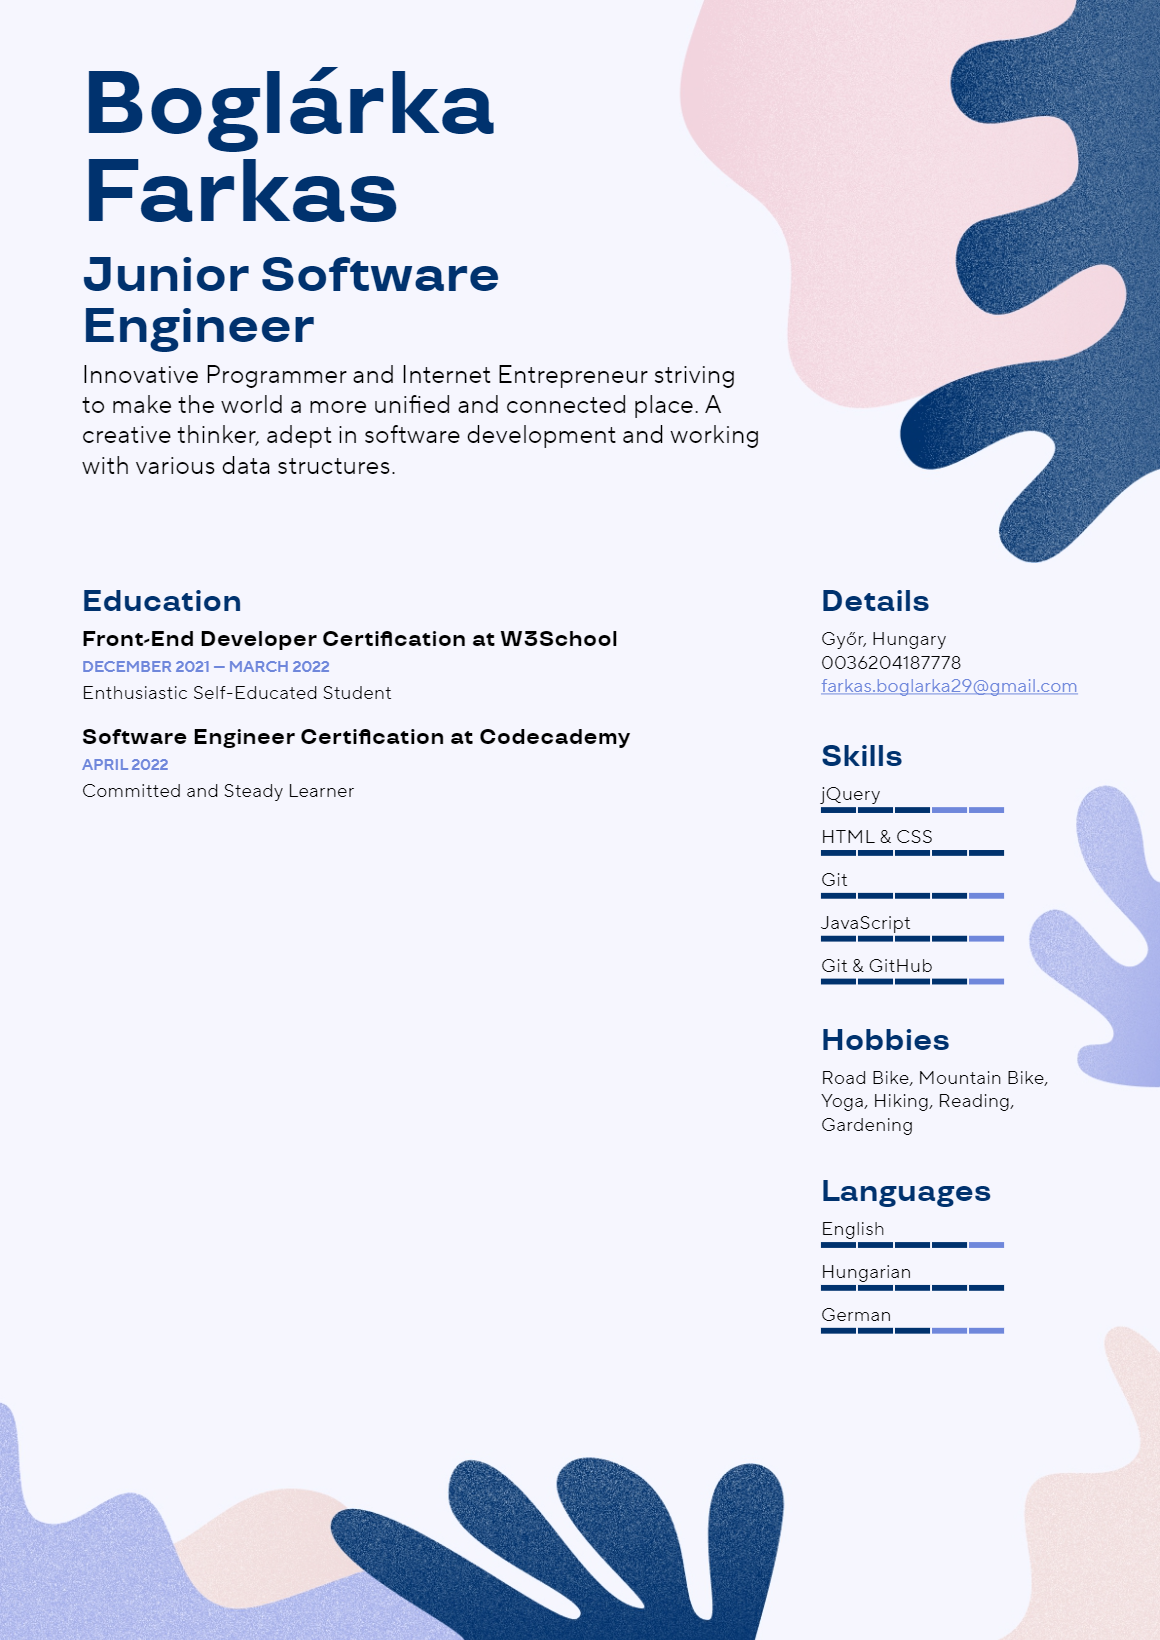 Boglárka
Farkas
Junior Software
Engineer
Innovative Programmer and Internet Entrepreneur striving
to make the world a more unified and connected place. A
creative thinker, adept in software development and working
with various data structures.
Education
Front-End Developer Certification at W3School
DECEMBER 2021 — MARCH 2022
Enthusiastic Self-Educated Student
Software Engineer Certification at Codecademy
APRIL 2022
Committed and Steady Learner
Details
Győr, Hungary
0036204187778
farkas.boglarka29@gmail.com
Skills
jQuery
HTML & CSS
Git
JavaScript
Git & GitHub
Hobbies
Road Bike, Mountain Bike,
Yoga, Hiking, Reading,
Gardening
Languages
English
Hungarian
German